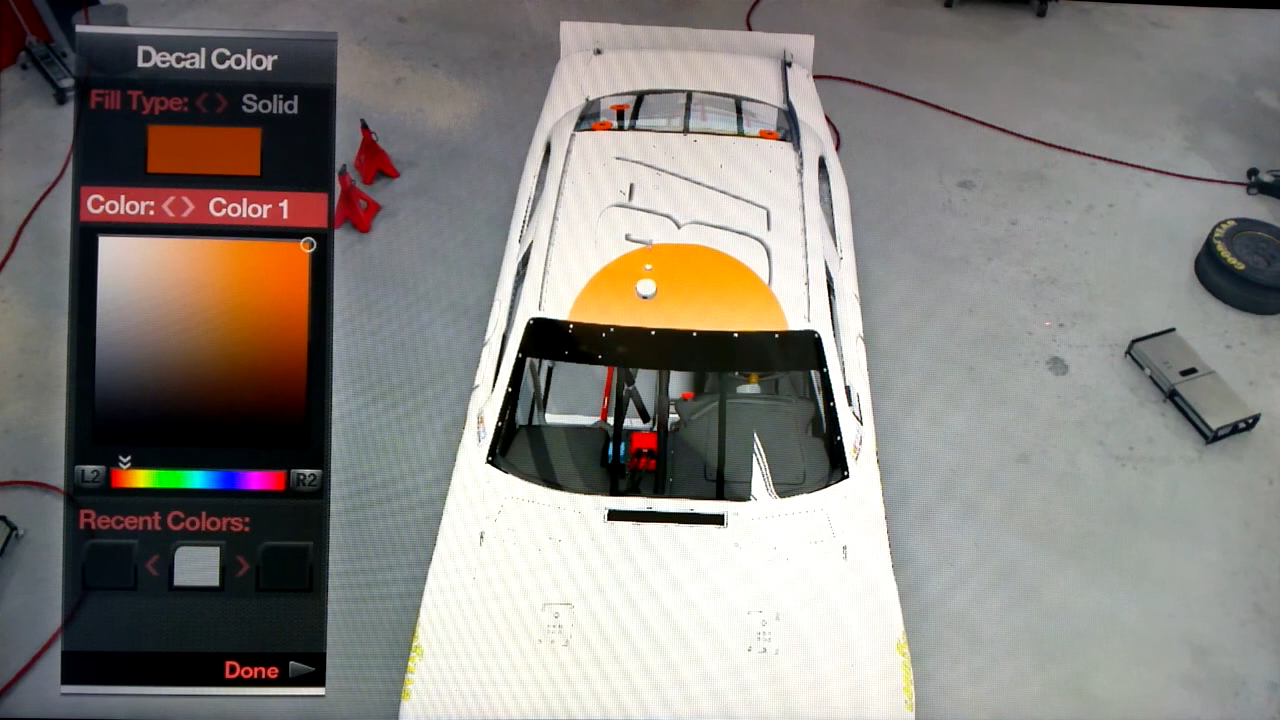 Decal Color
Fill Type: <> Solid
Color: <> Color 1
L2
R2
Recent Colors:
< >
Done